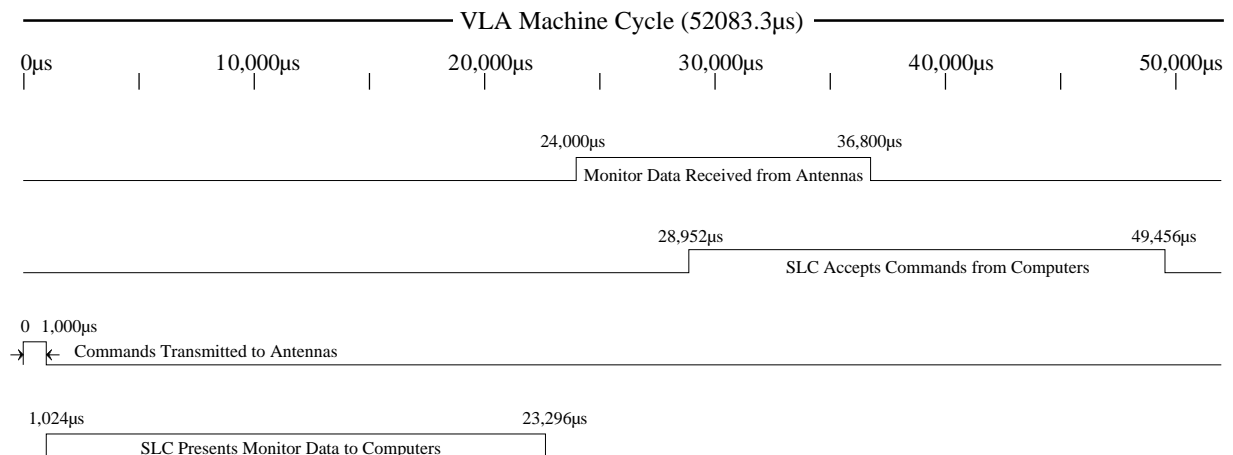 VLA Machine Cycle (52083.3µs)
0µs 10,000µs 20,000µs 30,000µs 40,000µs 50,000µs
24,000µs 36,800µs
Monitor Data Received from Antennas
28,952µs 49,456µs
SLC Accepts Commands from Computers
0 1,000µs
Commands Transmitted to Antennas
1,024µs 23,296µs
SLC Presents Monitor Data to Computers